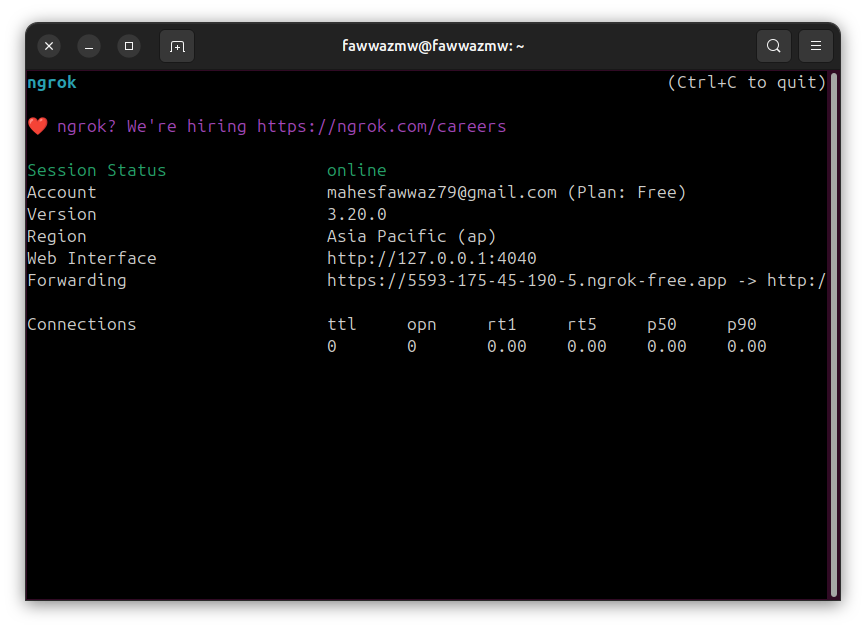 fawwazmw@fawwazmw: ~
ngrok (Ctrl+C to quit)
❤️ ngrok? We're hiring https://ngrok.com/careers
Session Status online
Account mahesfawwaz79@gmail.com (Plan: Free)
Version 3.20.0
Region Asia Pacific (ap)
Web Interface http://127.0.0.1:4040
Forwarding https://5593-175-45-190-5.ngrok-free.app -> http:/
Connections ttl opn rt1 rt5 p50 p90
0 0 0.00 0.00 0.00 0.00